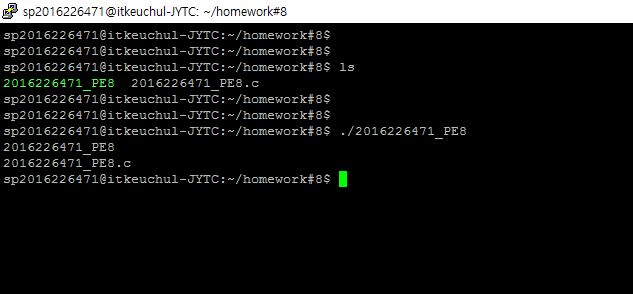 sp2016226471@itkeuchul-JYTC: ~/homework#8
sp2016226471@itkeuchul-JYTC:~/homework#8$
sp2016226471@itkeuchul-JYTC:~/homework#8$
sp2016226471@itkeuchul-JYTC:~/homework#8$ ls
2016226471_PE8  2016226471_PE8.c
sp2016226471@itkeuchul-JYTC:~/homework#8$
sp2016226471@itkeuchul-JYTC:~/homework#8$
sp2016226471@itkeuchul-JYTC:~/homework#8$ ./2016226471_PE8
2016226471_PE8
2016226471_PE8.c
sp2016226471@itkeuchul-JYTC:~/homework#8$